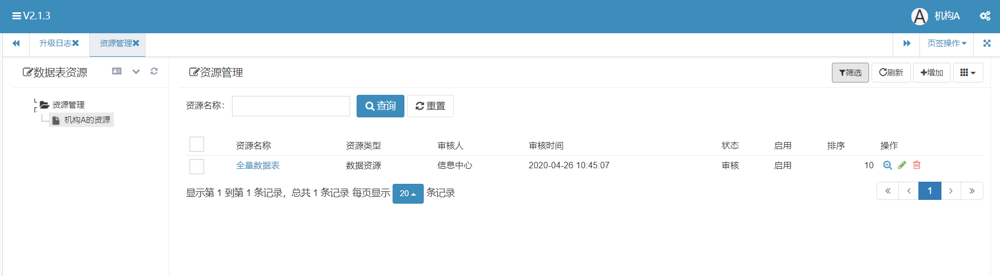 V2.1.3
A 机构A
升级日志 资源管理 页签操作
数据表资源
资源管理
机构A的资源
资源管理
筛选 刷新 增加
资源名称： 查询 重置
资源名称 资源类型 审核人 审核时间 状态 启用 排序 操作
全量数据表 数据资源 信息中心 2020-04-26 10:45:07 审核 启用 10
显示第 1 到第 1 条记录，总共 1 条记录 每页显示 20 条记录
« ‹ 1 › »